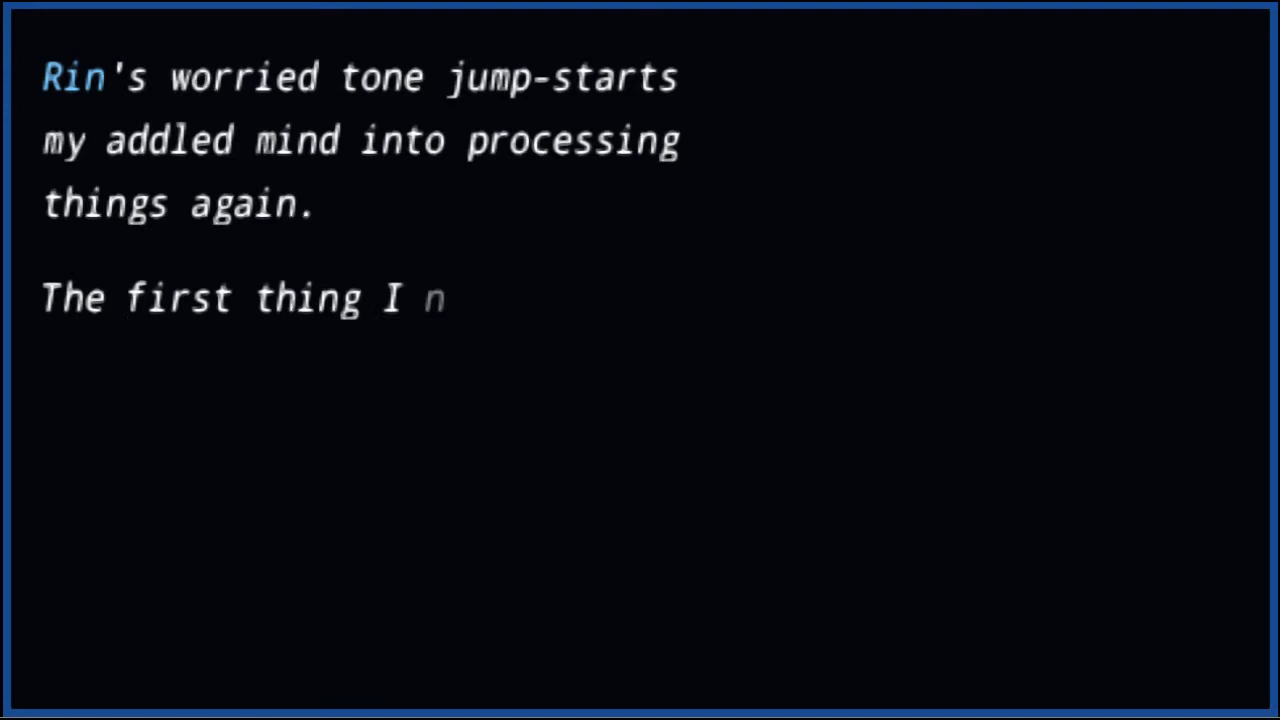 Rin's worried tone jump-starts
my addled mind into processing
things again.
The first thing I n